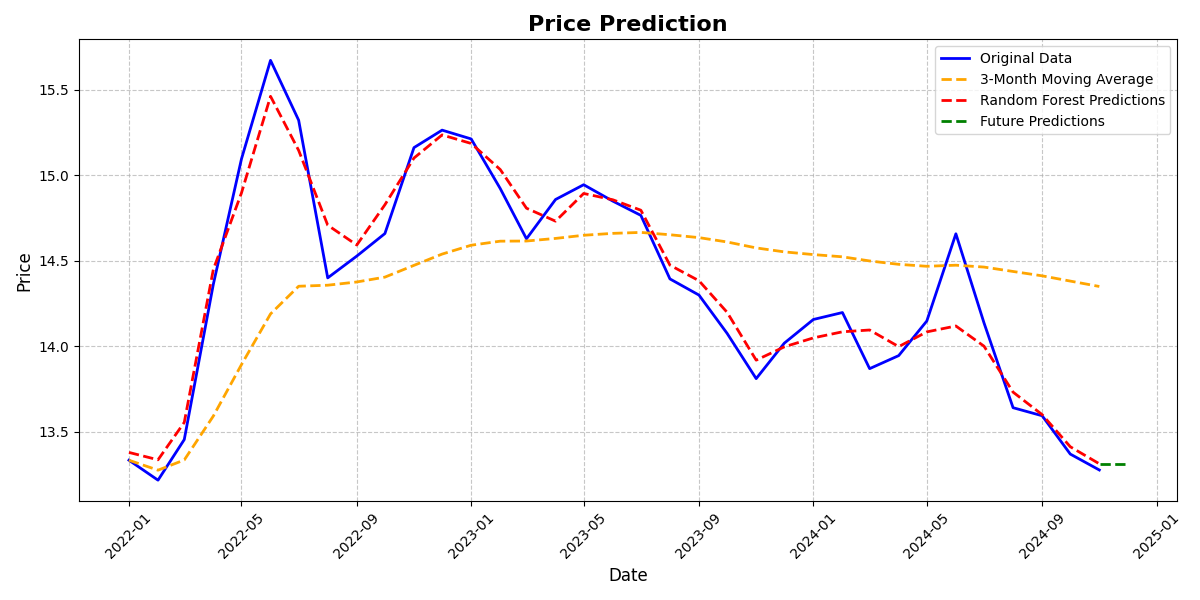 Price Prediction
Original Data
3-Month Moving Average
Random Forest Predictions
Future Predictions
Price
15.5
15.0
14.5
14.0
13.5
2022-01
2022-05
2022-09
2023-01
2023-05
2023-09
2024-01
2024-05
2024-09
2025-01
Date